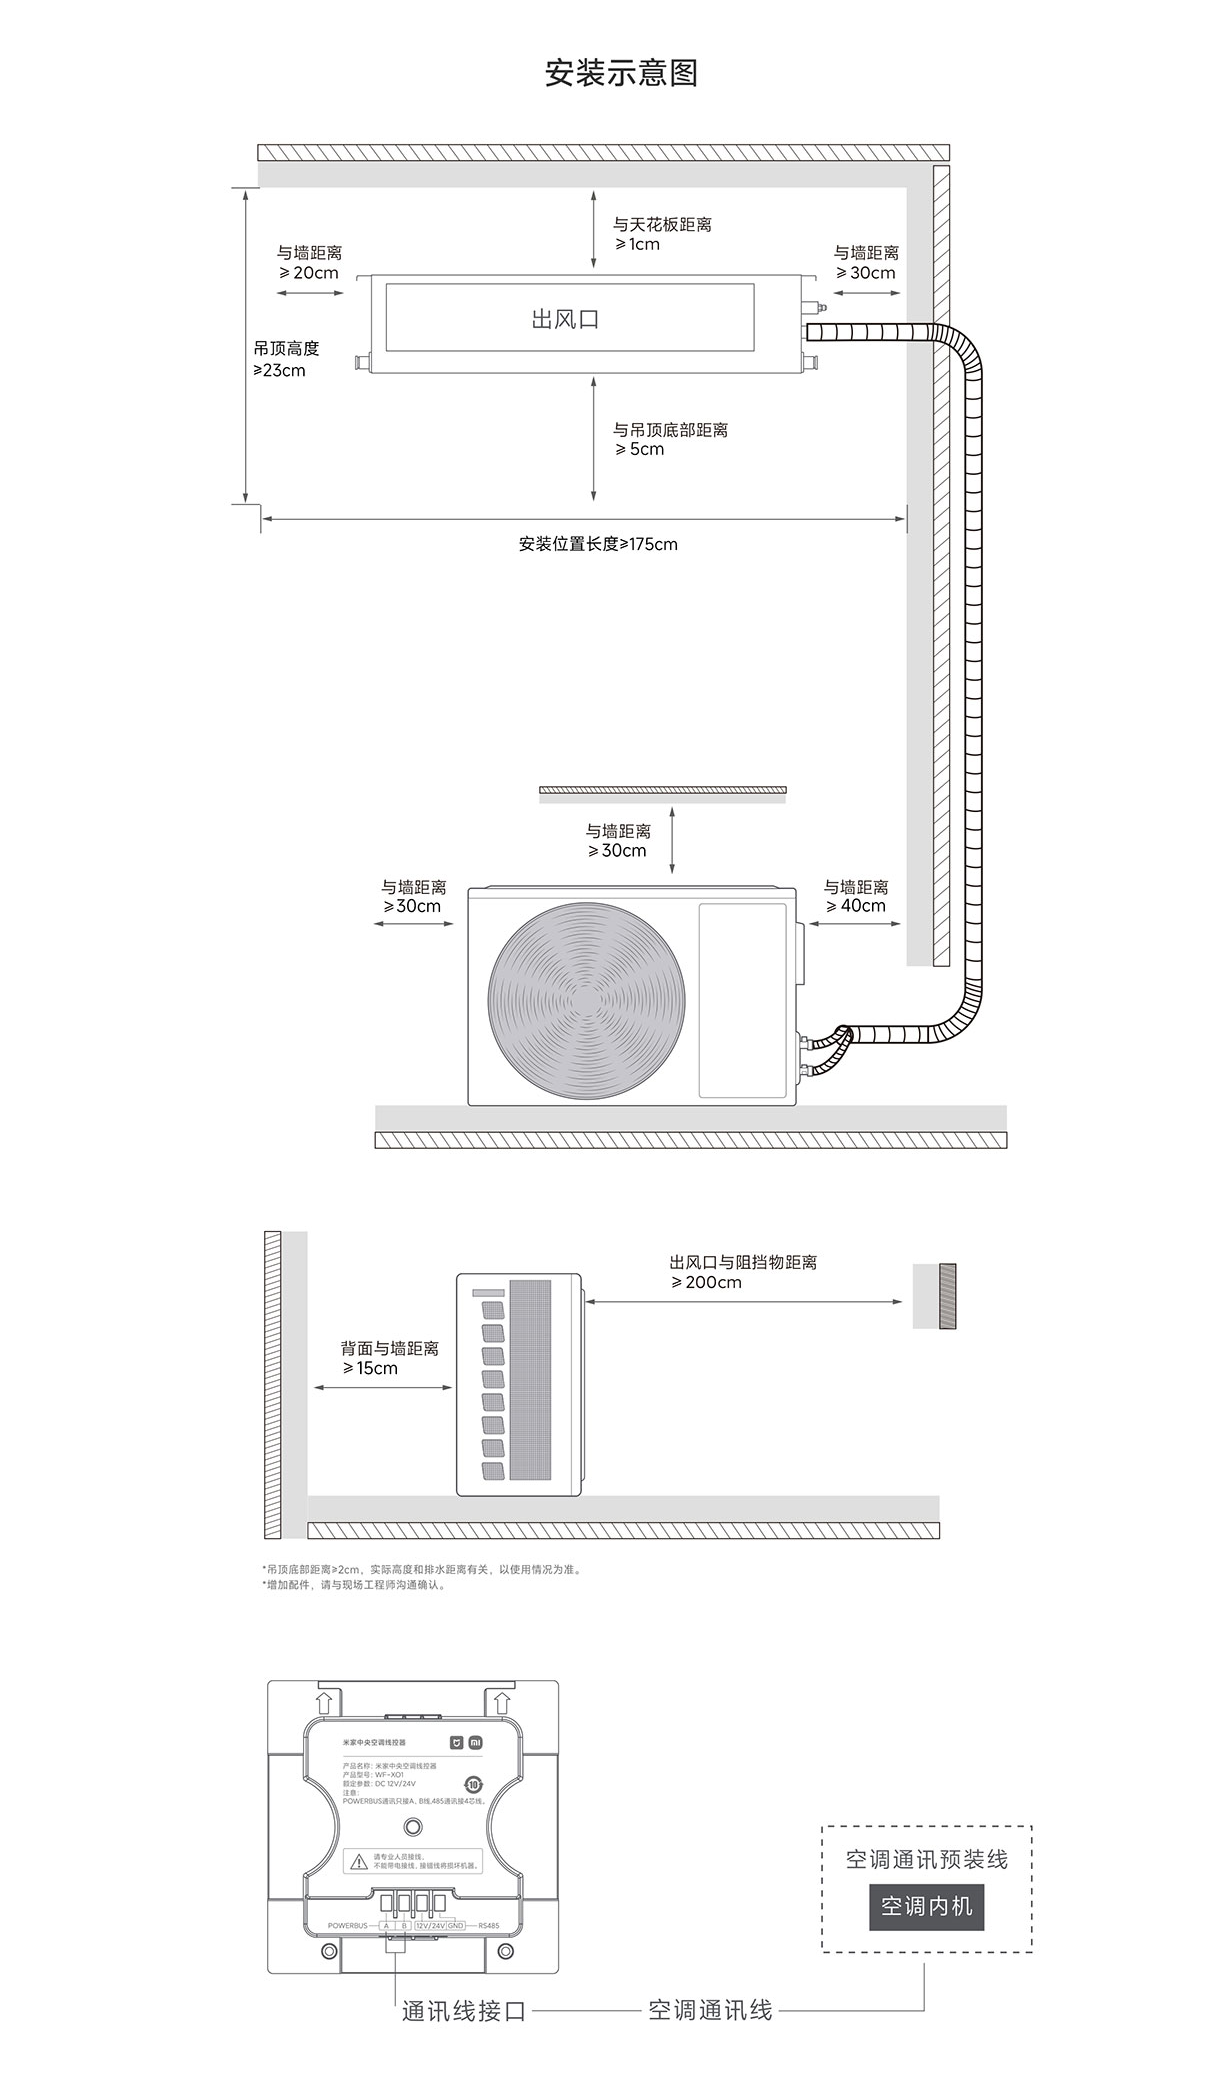 安装示意图
与天花板距离
≥1cm
与墙距离
≥20cm
与墙距离
≥30cm
出风口
吊顶高度
≥23cm
与吊顶底部距离
≥5cm
安装位置长度≥175cm
与墙距离
≥30cm
与墙距离
≥30cm
与墙距离
≥40cm
出风口与阻挡物距离
≥200cm
背面与墙距离
≥15cm
*吊顶底部距离≥2cm，实际高度和排水距离有关，以使用情况为准。
*增加配件，请与现场工程师沟通确认。
米家中央空调线控器
产品名称：米家中央空调线控器
产品型号：WF-X01
额定参数：DC 12V/24V
注意：
POWERBUS通讯只接A、B线,485通讯接4芯线。
10
请专业人员接线，
不能带电接线，接错线将损坏机器。
POWERBUS A B 12V/24V GND RS485
空调通讯预装线
空调内机
通讯线接口 空调通讯线